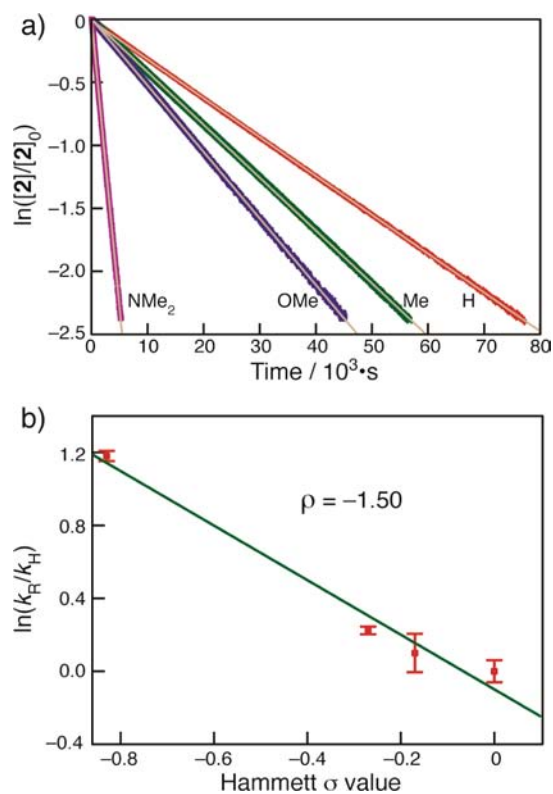 a)
0
−0.5
−1.0
−1.5
−2.0
−2.5
ln([2]/[2]₀)
NMe₂
OMe
Me
H
0
10
20
30
40
50
60
70
80
Time / 10³•s
b)
1.2
0.8
0.4
0.0
−0.4
ln(kR/kH)
ρ = −1.50
−0.8
−0.6
−0.4
−0.2
0
Hammett σ value